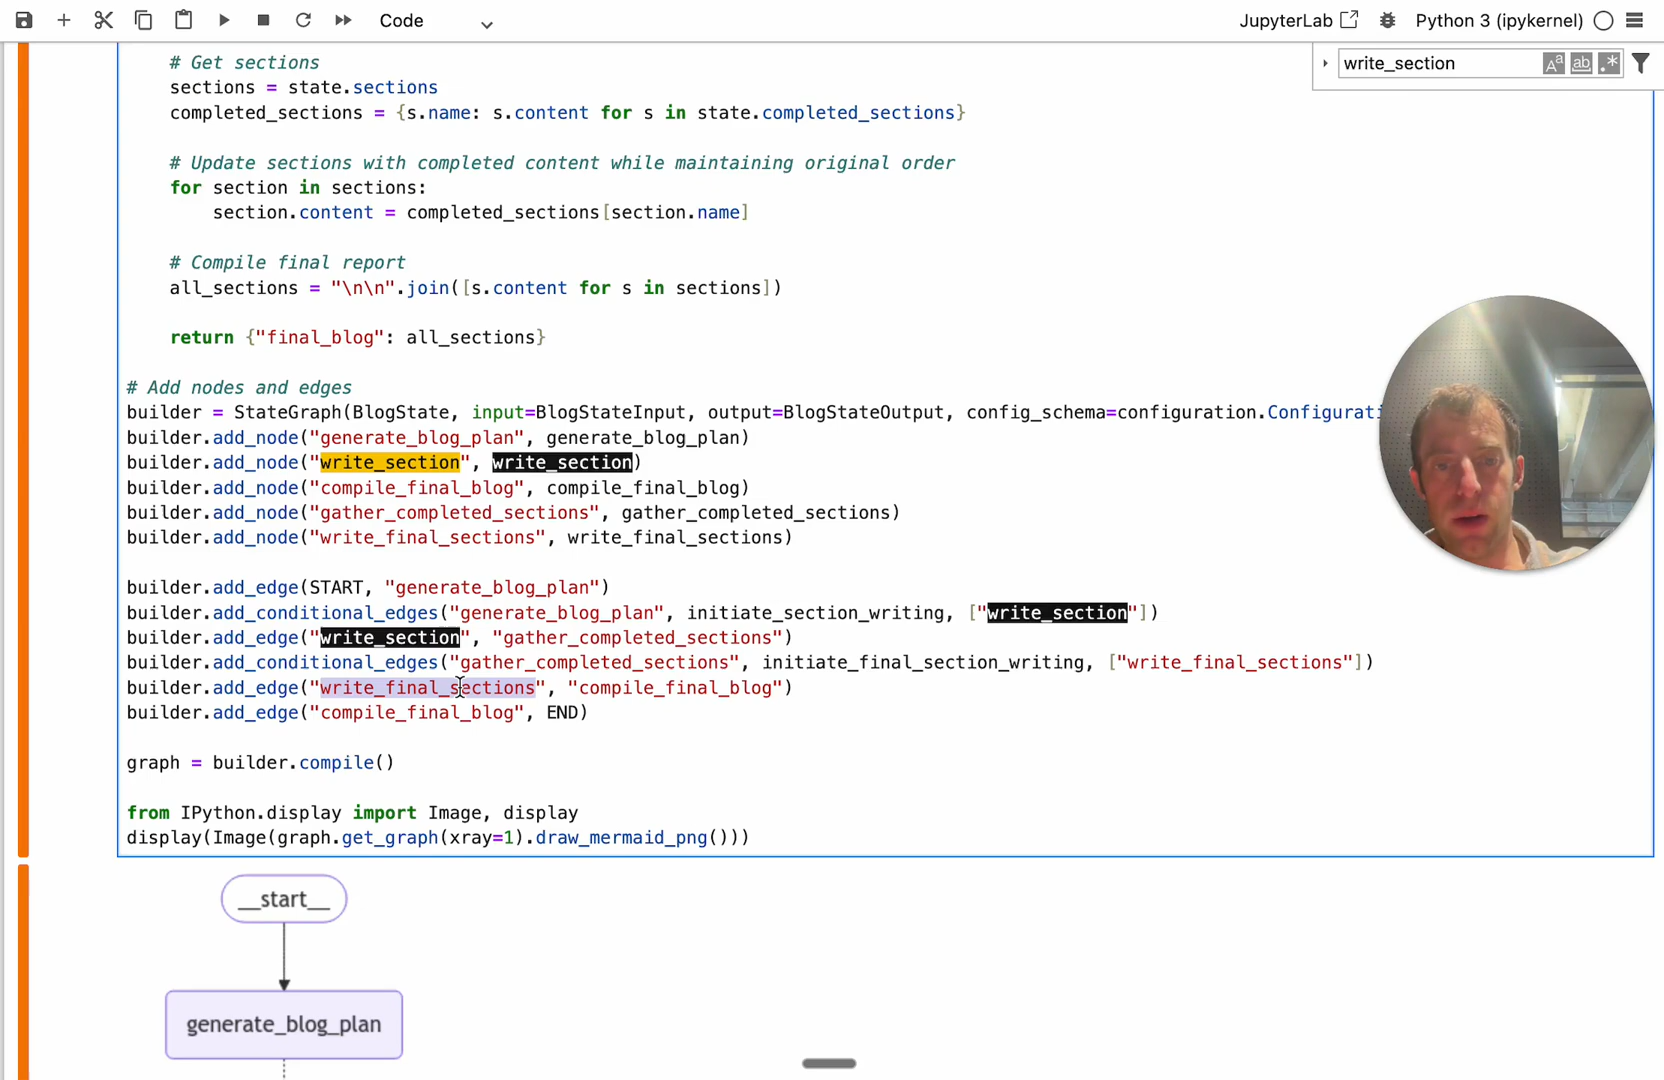 Code
JupyterLab
Python 3 (ipykernel)
write_section
# Get sections
sections = state.sections
completed_sections = {s.name: s.content for s in state.completed_sections}
# Update sections with completed content while maintaining original order
for section in sections:
section.content = completed_sections[section.name]
# Compile final report
all_sections = "\n\n".join([s.content for s in sections])
return {"final_blog": all_sections}
# Add nodes and edges
builder = StateGraph(BlogState, input=BlogStateInput, output=BlogStateOutput, config_schema=configuration.Configurati
builder.add_node("generate_blog_plan", generate_blog_plan)
builder.add_node("write_section", write_section)
builder.add_node("compile_final_blog", compile_final_blog)
builder.add_node("gather_completed_sections", gather_completed_sections)
builder.add_node("write_final_sections", write_final_sections)
builder.add_edge(START, "generate_blog_plan")
builder.add_conditional_edges("generate_blog_plan", initiate_section_writing, ["write_section"])
builder.add_edge("write_section", "gather_completed_sections")
builder.add_conditional_edges("gather_completed_sections", initiate_final_section_writing, ["write_final_sections"])
builder.add_edge("write_final_sections", "compile_final_blog")
builder.add_edge("compile_final_blog", END)
graph = builder.compile()
from IPython.display import Image, display
display(Image(graph.get_graph(xray=1).draw_mermaid_png()))
__start__
generate_blog_plan